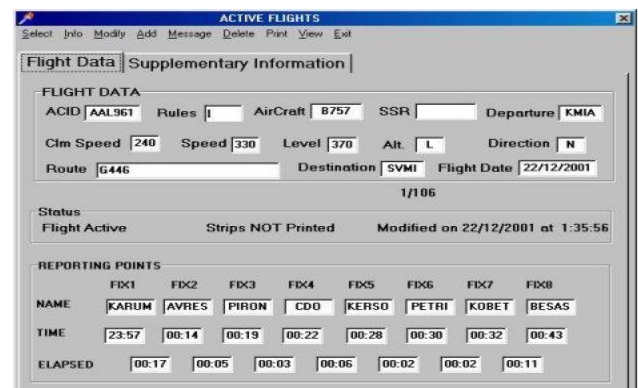 ACTIVE FLIGHTS
Select Info Modify Add Message Delete Print View Exit
Flight Data Supplementary Information
FLIGHT DATA
ACID AAL961 Rules I AirCraft B757 SSR Departure KMIA
Clm Speed 240 Speed 330 Level 370 Alt. L Direction N
Route G446 Destination SVMI Flight Date 22/12/2001
1/106
Status
Flight Active Strips NOT Printed Modified on 22/12/2001 at 1:35:56
REPORTING POINTS
FIX1 FIX2 FIX3 FIX4 FIX5 FIX6 FIX7 FIX8
NAME KARUM AVRES PIRON CDO KERSO PETRI KOBET BESAS
TIME 23:57 00:14 00:19 00:22 00:28 00:30 00:32 00:43
ELAPSED 00:17 00:05 00:03 00:06 00:02 00:02 00:11